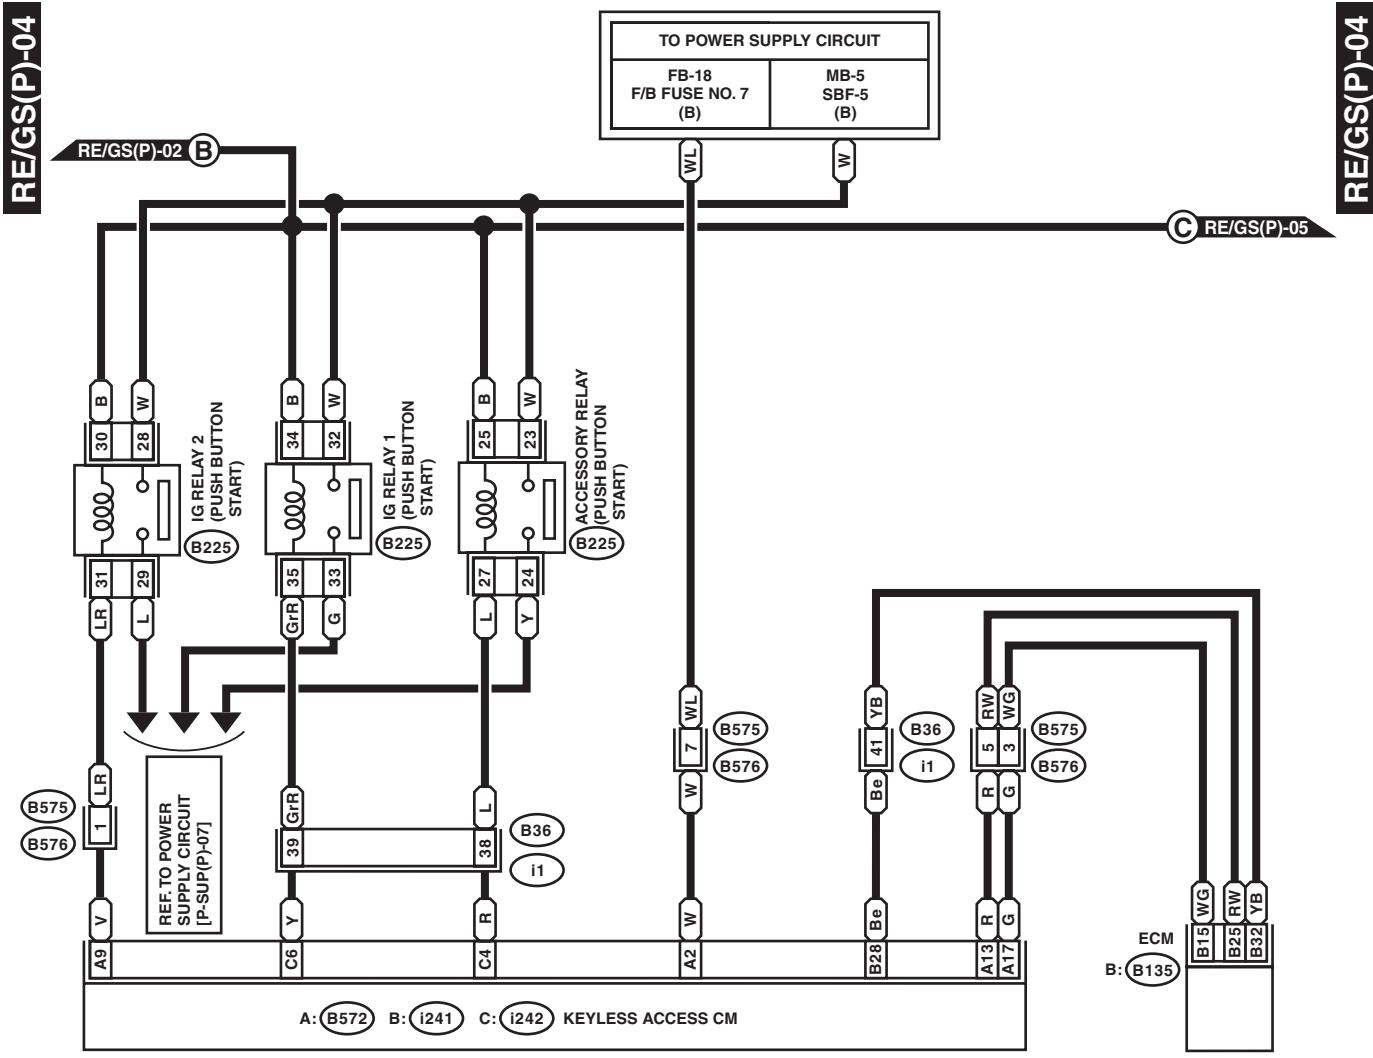 RE/GS(P)-04
RE/GS(P)-04
TO POWER SUPPLY CIRCUIT
FB-18
F/B FUSE NO. 7
(B)
MB-5
SBF-5
(B)
RE/GS(P)-02 B
WL
W
C RE/GS(P)-05
B
W
B
W
B
W
30
28
34
32
25
23
IG RELAY 2
(PUSH BUTTON
START)
B225
IG RELAY 1
(PUSH BUTTON
START)
B225
ACCESSORY RELAY
(PUSH BUTTON
START)
B225
31
29
35
33
27
24
LR
L
GrR
G
L
Y
WL
YB
RW
WG
7
B575
B576
41
B36
i1
5
3
B575
B576
W
Be
R
G
LR
GrR
L
B575
B576
1
REF. TO POWER
SUPPLY CIRCUIT
[P-SUP(P)-07]
39
38
B36
i1
V
Y
R
W
Be
R
G
WG
RW
YB
A9
C6
C4
A2
B28
A13
A17
ECM
B: B135
B15
B25
B32
A: B572 B: i241 C: i242 KEYLESS ACCESS CM